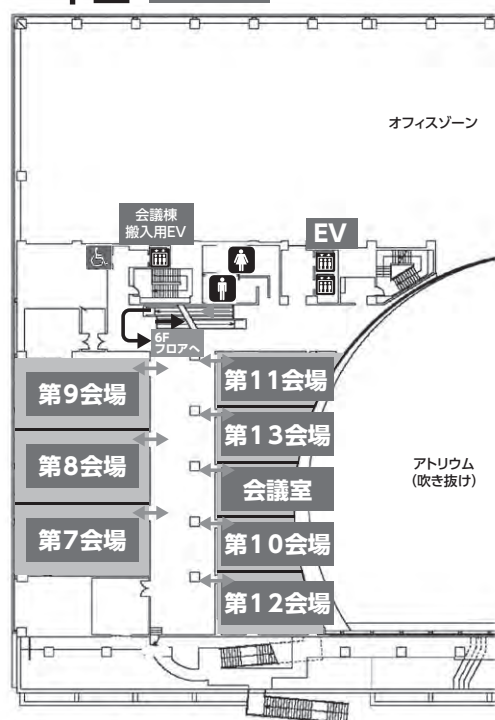 オフィスゾーン
会議棟
搬入用EV
EV
6F
フロアへ
第9会場
第11会場
第13会場
第8会場
アトリウム
(吹き抜け)
会議室
第7会場
第10会場
第12会場